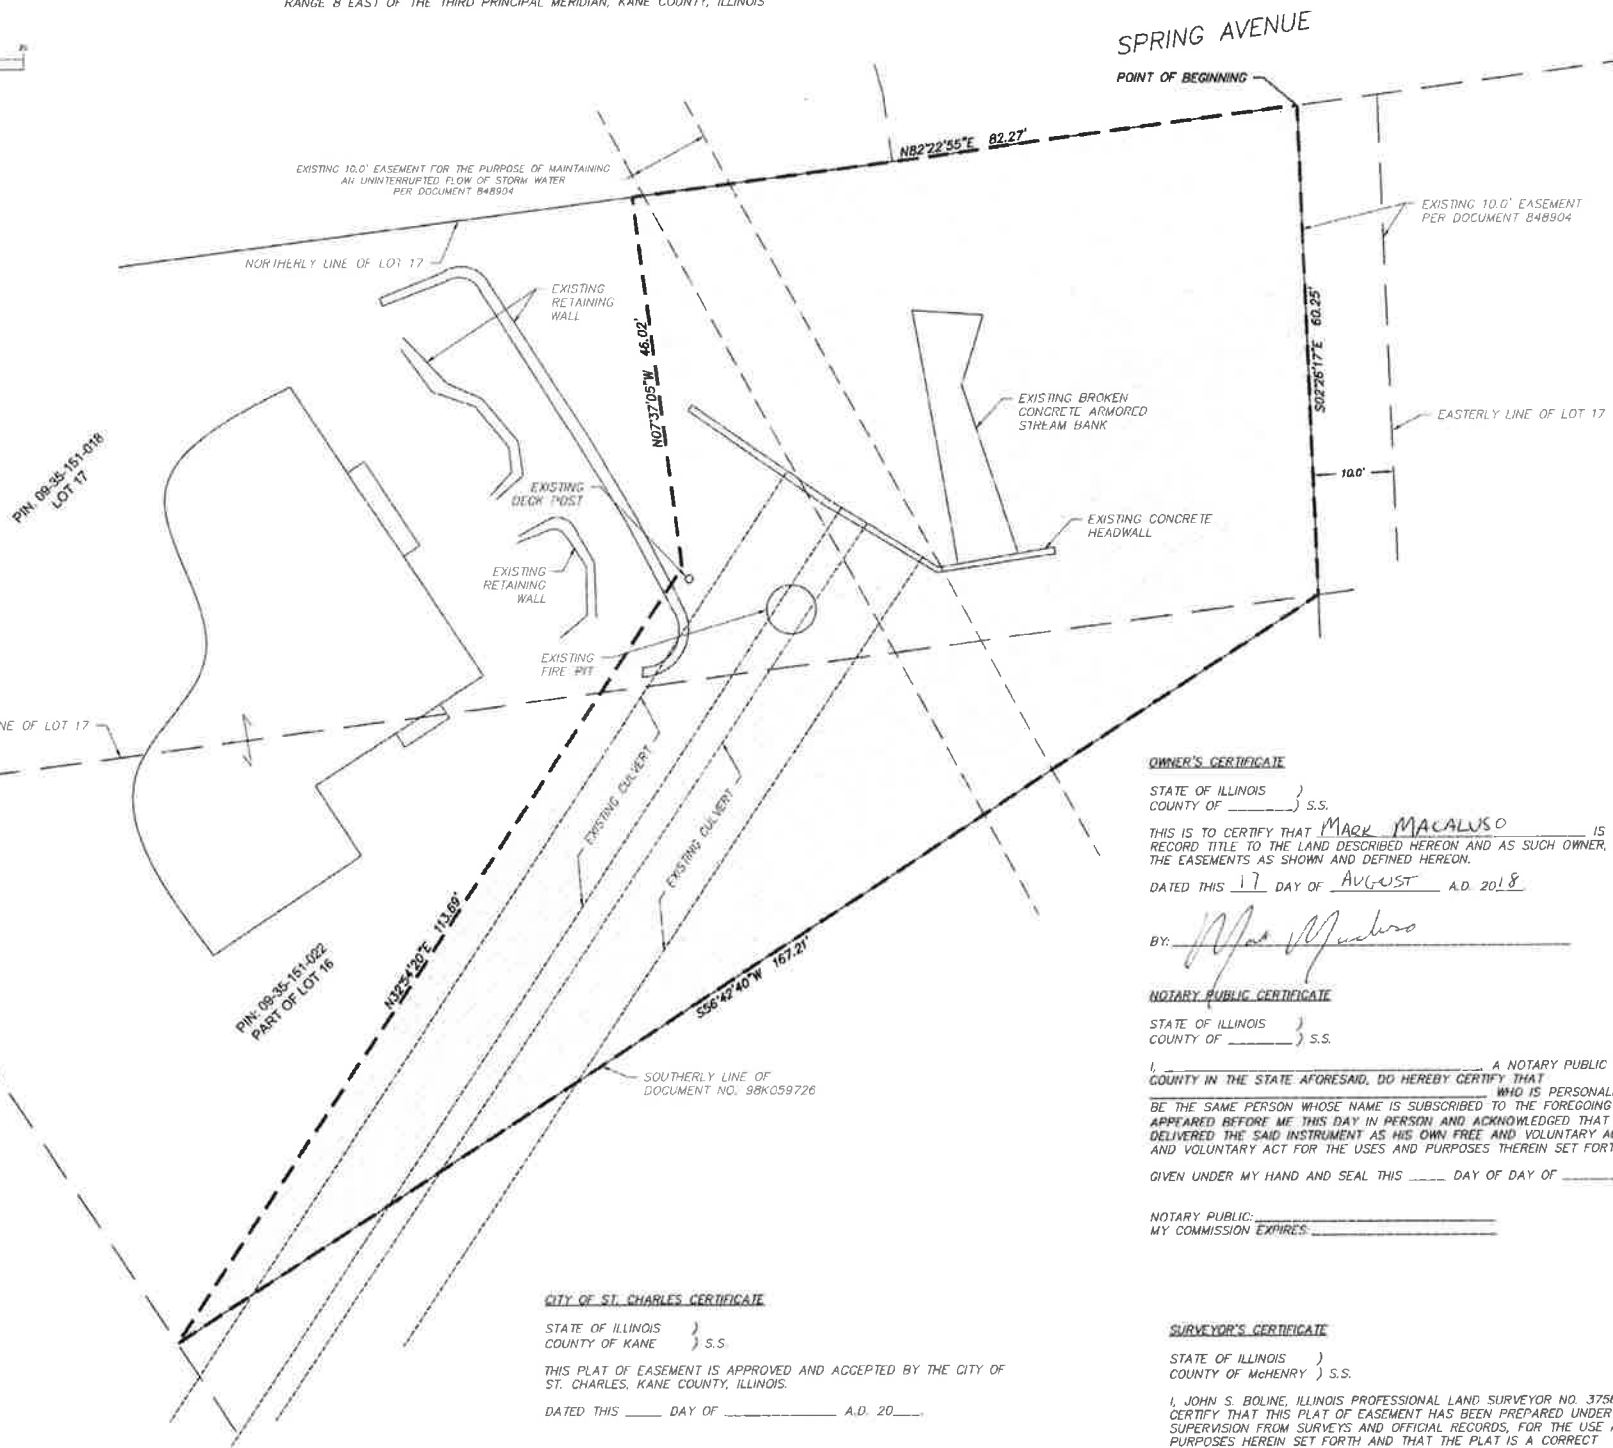 RANGE 8 EAST OF THE THIRD PRINCIPAL MERIDIAN, KANE COUNTY, ILLINOIS
SPRING AVENUE
POINT OF BEGINNING
N82°22'55"E 82.27'
EXISTING 10.0' EASEMENT FOR THE PURPOSE OF MAINTAINING
AN UNINTERRUPTED FLOW OF STORM WATER
PER DOCUMENT 848904
EXISTING 10.0' EASEMENT
PER DOCUMENT 848904
NORTHERLY LINE OF LOT 17
EXISTING
RETAINING
WALL
N07°37'05"W 46.02'
S02°26'17"E 60.25'
EXISTING BROKEN
CONCRETE ARMORED
STREAM BANK
EASTERLY LINE OF LOT 17
PIN: 09-35-151-018
LOT 17
10.0'
EXISTING
DECK POST
EXISTING CONCRETE
HEADWALL
EXISTING
RETAINING
WALL
EXISTING
FIRE PIT
NE OF LOT 17
EXISTING CULVERT
EXISTING CULVERT
N32°54'20"E 113.69'
S56°42'40"W 167.21'
PIN: 09-35-151-022
PART OF LOT 16
SOUTHERLY LINE OF
DOCUMENT NO. 98K059726
OWNER'S CERTIFICATE
STATE OF ILLINOIS )
COUNTY OF ______) S.S.
THIS IS TO CERTIFY THAT MARK MACALUSO IS
RECORD TITLE TO THE LAND DESCRIBED HEREON AND AS SUCH OWNER,
THE EASEMENTS AS SHOWN AND DEFINED HEREON.
DATED THIS 17 DAY OF AUGUST A.D. 2018
BY:
NOTARY PUBLIC CERTIFICATE
STATE OF ILLINOIS )
COUNTY OF ______) S.S.
I, ______, A NOTARY PUBLIC
COUNTY IN THE STATE AFORESAID, DO HEREBY CERTIFY THAT
______ WHO IS PERSONAL
BE THE SAME PERSON WHOSE NAME IS SUBSCRIBED TO THE FOREGOING
APPEARED BEFORE ME THIS DAY IN PERSON AND ACKNOWLEDGED THAT
DELIVERED THE SAID INSTRUMENT AS HIS OWN FREE AND VOLUNTARY A
AND VOLUNTARY ACT FOR THE USES AND PURPOSES THEREIN SET FORT
GIVEN UNDER MY HAND AND SEAL THIS ____ DAY OF DAY OF ______
NOTARY PUBLIC: ______
MY COMMISSION EXPIRES: ______
CITY OF ST. CHARLES CERTIFICATE
STATE OF ILLINOIS )
COUNTY OF KANE ) S.S.
THIS PLAT OF EASEMENT IS APPROVED AND ACCEPTED BY THE CITY OF
ST. CHARLES, KANE COUNTY, ILLINOIS.
DATED THIS ____ DAY OF ____________ A.D. 20___.
SURVEYOR'S CERTIFICATE
STATE OF ILLINOIS )
COUNTY OF McHENRY ) S.S.
I, JOHN S. BOLINE, ILLINOIS PROFESSIONAL LAND SURVEYOR NO. 375
CERTIFY THAT THIS PLAT OF EASEMENT HAS BEEN PREPARED UNDER
SUPERVISION FROM SURVEYS AND OFFICIAL RECORDS, FOR THE USE
PURPOSES HEREIN SET FORTH AND THAT THE PLAT IS A CORRECT